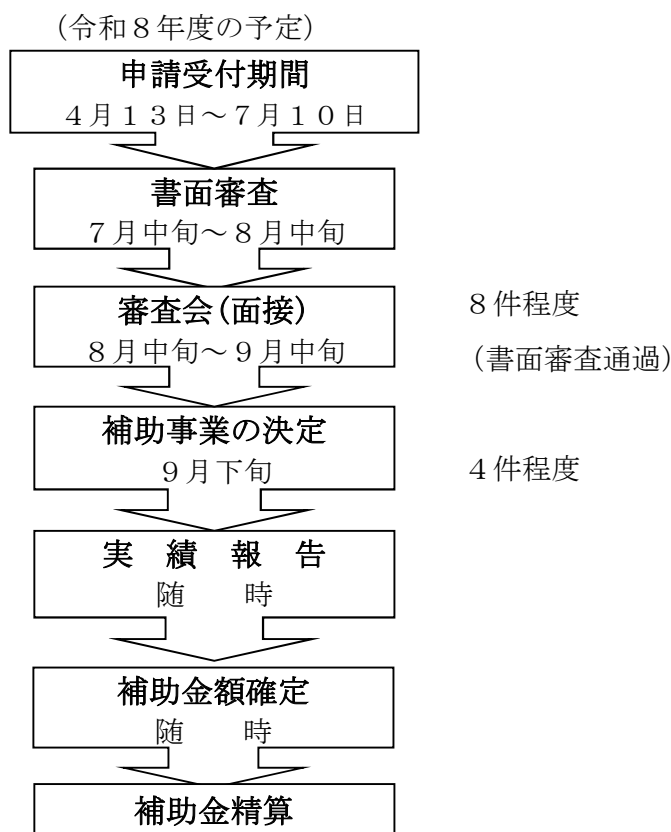 （令和８年度の予定）
申請受付期間
４月１３日～７月１０日
書面審査
７月中旬～８月中旬
審査会（面接）
８件程度
８月中旬～９月中旬
（書面審査通過）
補助事業の決定
９月下旬
４件程度
実　績　報　告
随　　時
補助金額確定
随　　時
補助金精算